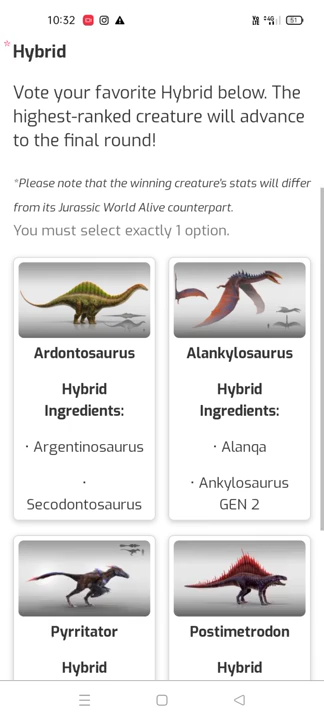 10:32
51
☆ Hybrid
Vote your favorite Hybrid below. The
highest-ranked creature will advance
to the final round!
*Please note that the winning creature's stats will differ
from its Jurassic World Alive counterpart.
You must select exactly 1 option.
Ardontosaurus
Hybrid
Ingredients:
· Argentinosaurus
·
Secodontosaurus
Alankylosaurus
Hybrid
Ingredients:
· Alanqa
· Ankylosaurus
GEN 2
Pyrritator
Hybrid
Postimetrodon
Hybrid